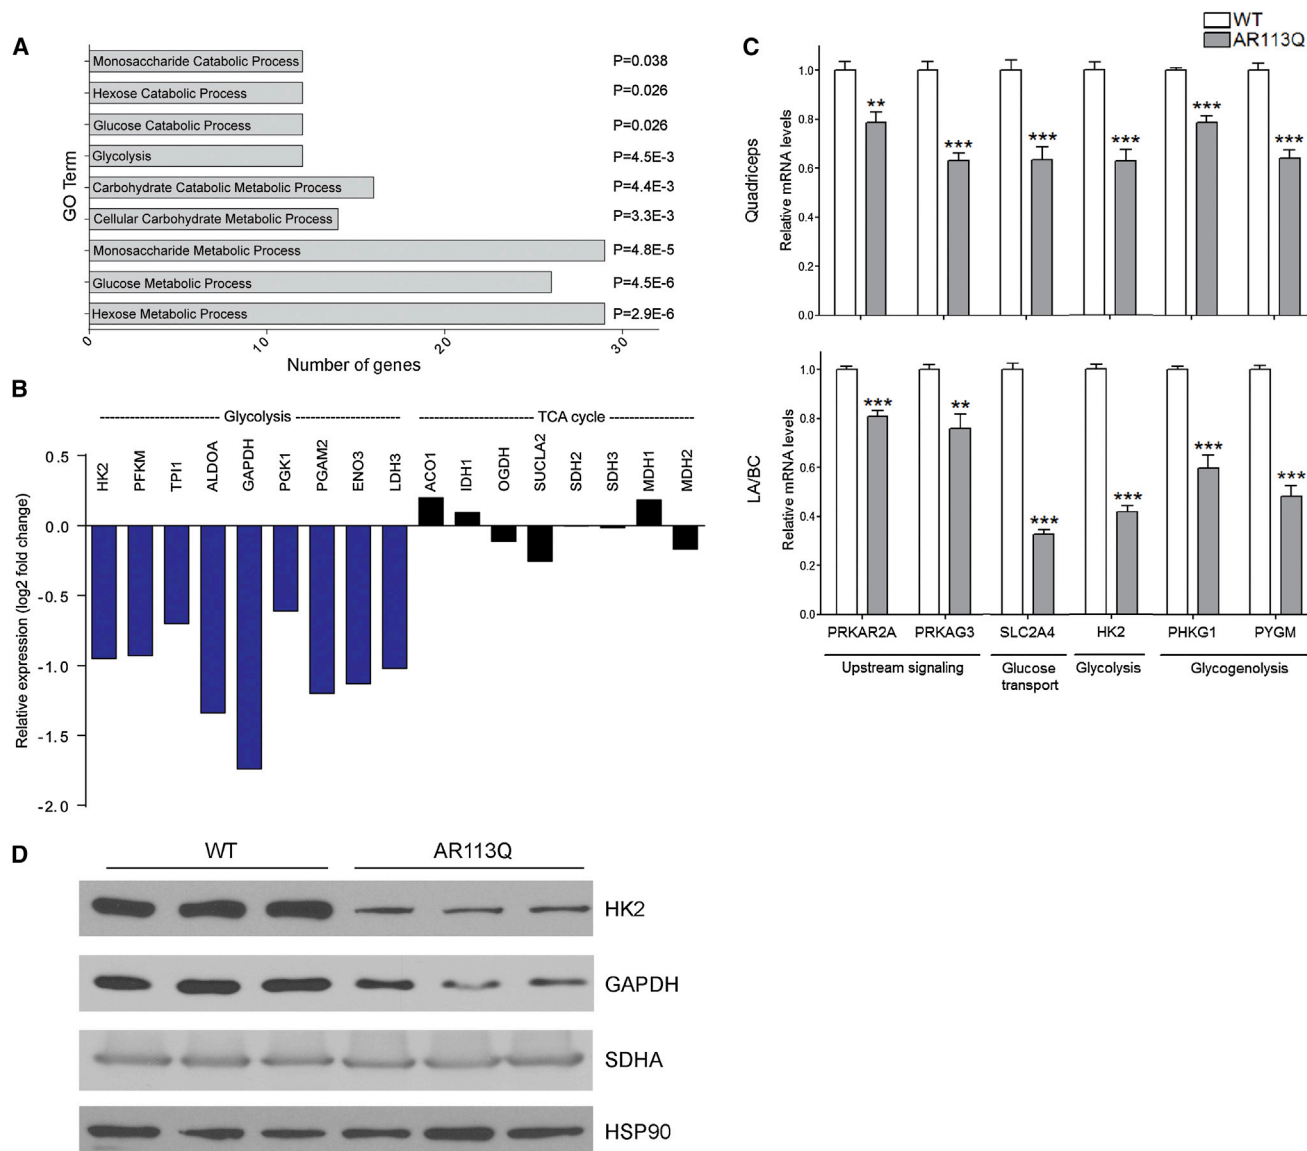 A
GO Term
Monosaccharide Catabolic Process P=0.038
Hexose Catabolic Process P=0.026
Glucose Catabolic Process P=0.026
Glycolysis P=4.5E-3
Carbohydrate Catabolic Metabolic Process P=4.4E-3
Cellular Carbohydrate Metabolic Process P=3.3E-3
Monosaccharide Metabolic Process P=4.8E-5
Glucose Metabolic Process P=4.5E-6
Hexose Metabolic Process P=2.9E-6
0 10 20 30
Number of genes
B
Glycolysis TCA cycle
HK2 PFKM TPI1 ALDOA GAPDH PGK1 PGAM2 ENO3 LDH3 ACO1 IDH1 OGDH SUCLA2 SDH2 SDH3 MDH1 MDH2
Relative expression (log2 fold change)
0.5
0.0
-0.5
-1.0
-1.5
-2.0
C
WT
AR113Q
Quadriceps
Relative mRNA levels
1.0
0.8
0.6
0.4
0.2
0.0
** *** *** *** *** ***
LA/BC
Relative mRNA levels
1.0
0.8
0.6
0.4
0.2
0.0
*** ** *** *** *** ***
PRKAR2A PRKAG3 SLC2A4 HK2 PHKG1 PYGM
Upstream signaling Glucose transport Glycolysis Glycogenolysis
D
WT AR113Q
HK2
GAPDH
SDHA
HSP90